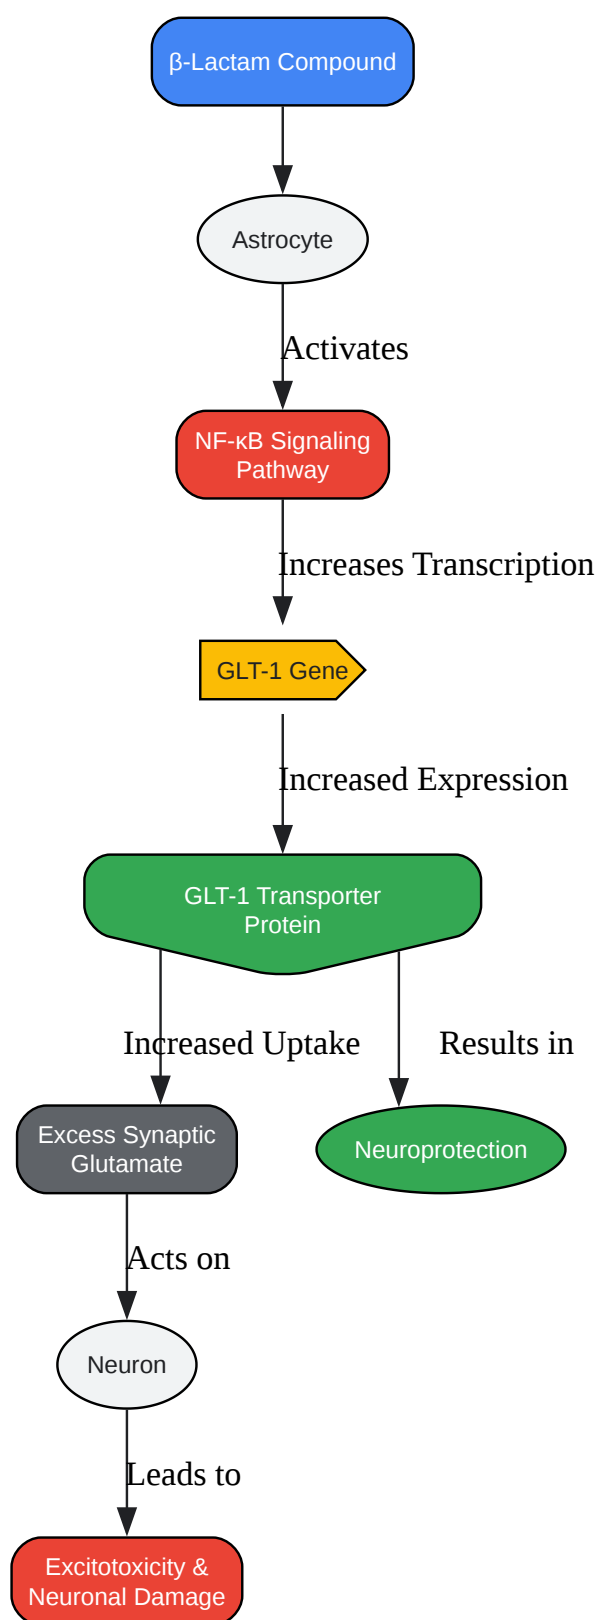 β-Lactam Compound
Astrocyte
Activates
NF-κB Signaling
Pathway
Increases Transcription
GLT-1 Gene
Increased Expression
GLT-1 Transporter
Protein
Increased Uptake
Results in
Excess Synaptic
Glutamate
Neuroprotection
Acts on
Neuron
Leads to
Excitotoxicity &
Neuronal Damage